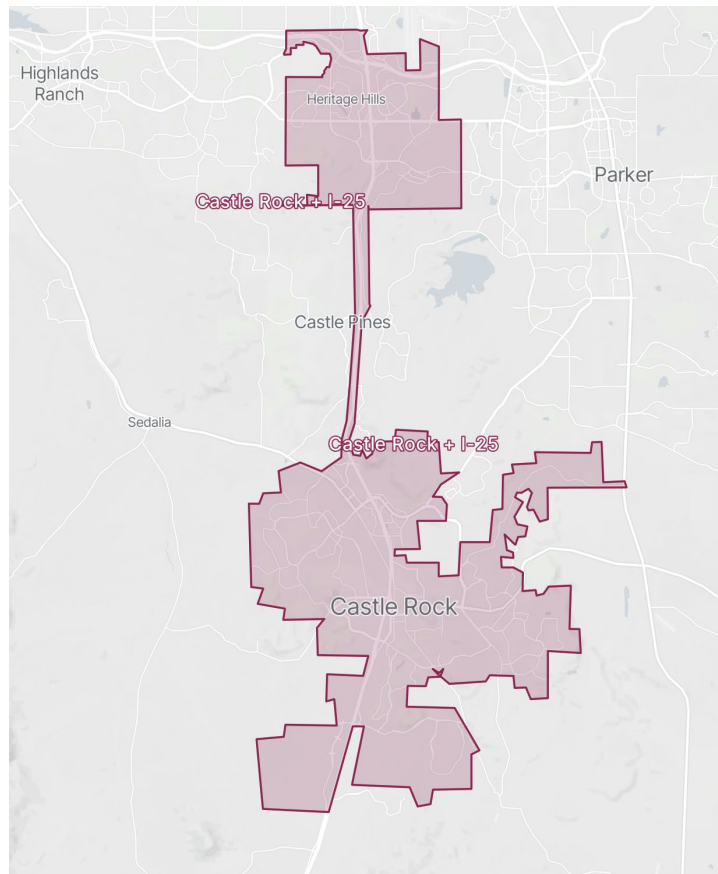 Highlands
Ranch
Heritage Hills
Parker
Castle Rock + I-25
Castle Pines
Sedalia
Castle Rock + I-25
Castle Rock